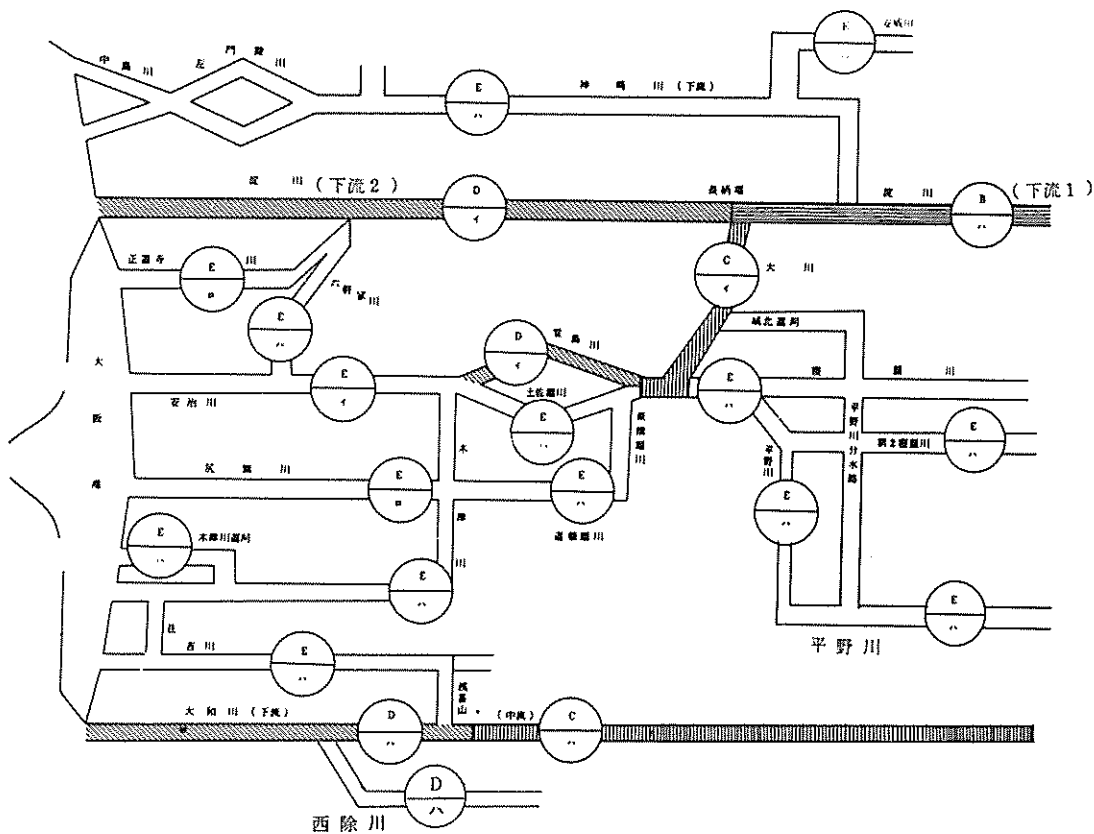 E
ハ
安威川
中島川
左門殿川
E
ハ
神崎川(下流)
淀川(下流2)
D
イ
長柄堰
淀川(下流1)
B
ハ
正蓮寺川
E
ロ
六軒家川
E
ハ
C
イ
大川
城北運河
D
イ
堂島川
土佐堀川
E
ハ
E
ハ
寝屋川
大阪港
安治川
E
イ
東横堀川
平野川分水路
第2寝屋川
E
ハ
平野川
E
ハ
尻無川
E
ロ
木津川
E
ハ
道頓堀川
E
ハ
木津川運河
E
ハ
E
ハ
平野川
住吉川
E
ハ
大和川(下流)
D
ハ
浅香山
(中流)
C
ハ
D
ハ
西除川